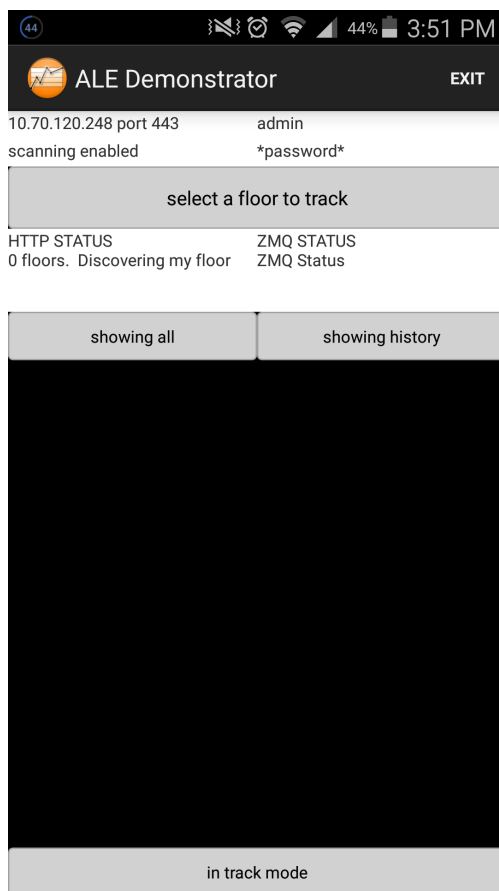 44
44%
3:51 PM
ALE Demonstrator
EXIT
10.70.120.248 port 443
admin
scanning enabled
*password*
select a floor to track
HTTP STATUS
ZMQ STATUS
0 floors.  Discovering my floor
ZMQ Status
showing all
showing history
in track mode